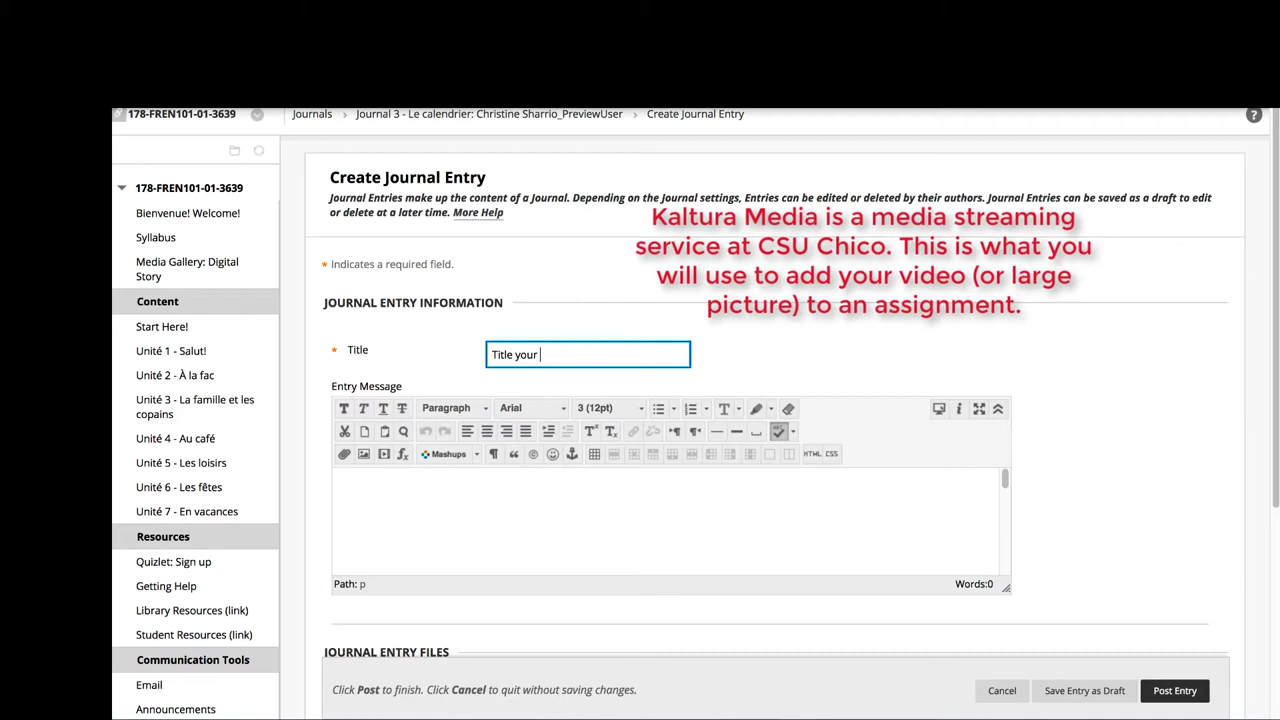 178-FREN101-01-3639
Journals > Journal 3 - Le calendrier: Christine Sharrio_PreviewUser > Create Journal Entry
?
178-FREN101-01-3639
Bienvenue! Welcome!
Syllabus
Media Gallery: Digital
Story
Content
Start Here!
Unité 1 - Salut!
Unité 2 - À la fac
Unité 3 - La famille et les
copains
Unité 4 - Au café
Unité 5 - Les loisirs
Unité 6 - Les fêtes
Unité 7 - En vacances
Resources
Quizlet: Sign up
Getting Help
Library Resources (link)
Student Resources (link)
Communication Tools
Email
Announcements
Create Journal Entry
Journal Entries make up the content of a Journal. Depending on the Journal settings, Entries can be edited or deleted by their authors. Journal Entries can be saved as a draft to edit
or delete at a later time. More Help
Kaltura Media is a media streaming
service at CSU Chico. This is what you
will use to add your video (or large
picture) to an assignment.
* Indicates a required field.
JOURNAL ENTRY INFORMATION
* Title
Title your
Entry Message
T T T T Paragraph Arial 3 (12pt) T
Mashups HTML CSS
Path: p
Words:0
JOURNAL ENTRY FILES
Click Post to finish. Click Cancel to quit without saving changes.
Cancel Save Entry as Draft Post Entry